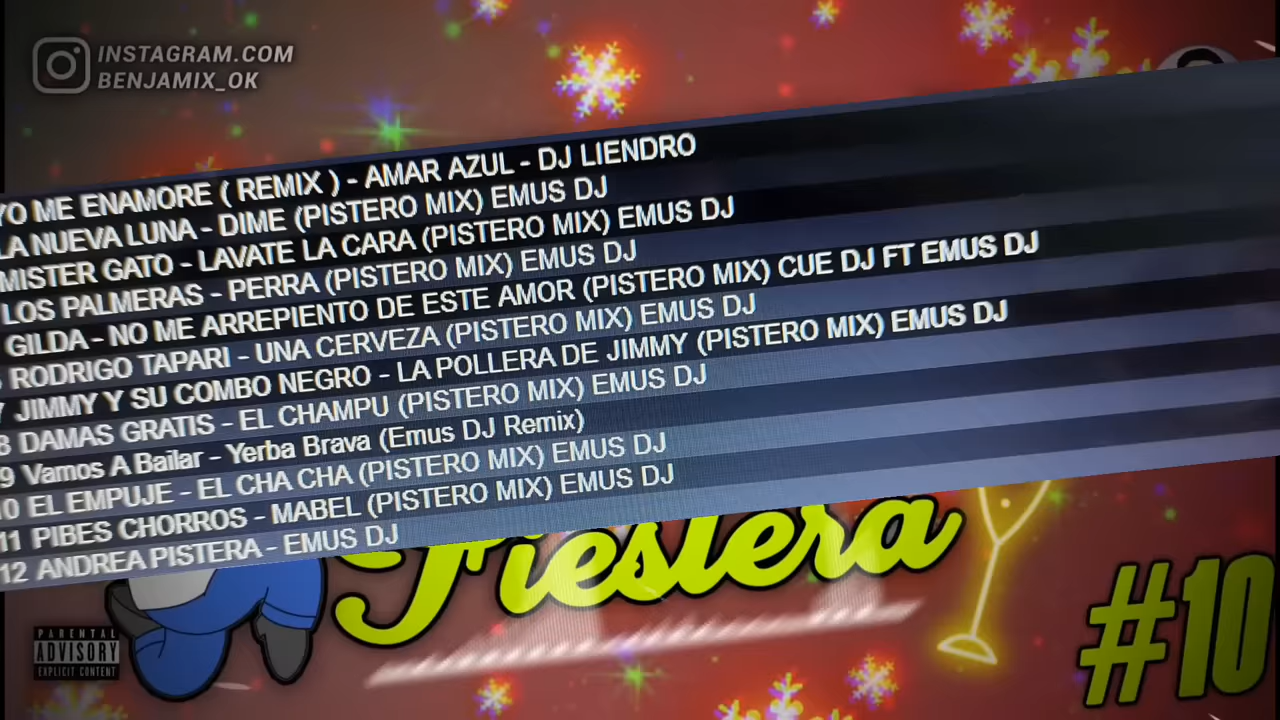 INSTAGRAM.COM
BENJAMIX_OK
YO ME ENAMORE ( REMIX ) - AMAR AZUL - DJ LIENDRO
LA NUEVA LUNA - DIME (PISTERO MIX) EMUS DJ
MISTER GATO - LAVATE LA CARA (PISTERO MIX) EMUS DJ
LOS PALMERAS - PERRA (PISTERO MIX) EMUS DJ
GILDA - NO ME ARREPIENTO DE ESTE AMOR (PISTERO MIX) CUE DJ FT EMUS DJ
RODRIGO TAPARI - UNA CERVEZA (PISTERO MIX) EMUS DJ
JIMMY Y SU COMBO NEGRO - LA POLLERA DE JIMMY (PISTERO MIX) EMUS DJ
8 DAMAS GRATIS - EL CHAMPU (PISTERO MIX) EMUS DJ
9 Vamos A Bailar - Yerba Brava (Emus DJ Remix)
10 EL EMPUJE - EL CHA CHA (PISTERO MIX) EMUS DJ
11 PIBES CHORROS - MABEL (PISTERO MIX) EMUS DJ
12 ANDREA PISTERA - EMUS DJ
Fiestera
#10
PARENTAL
ADVISORY
EXPLICIT CONTENT